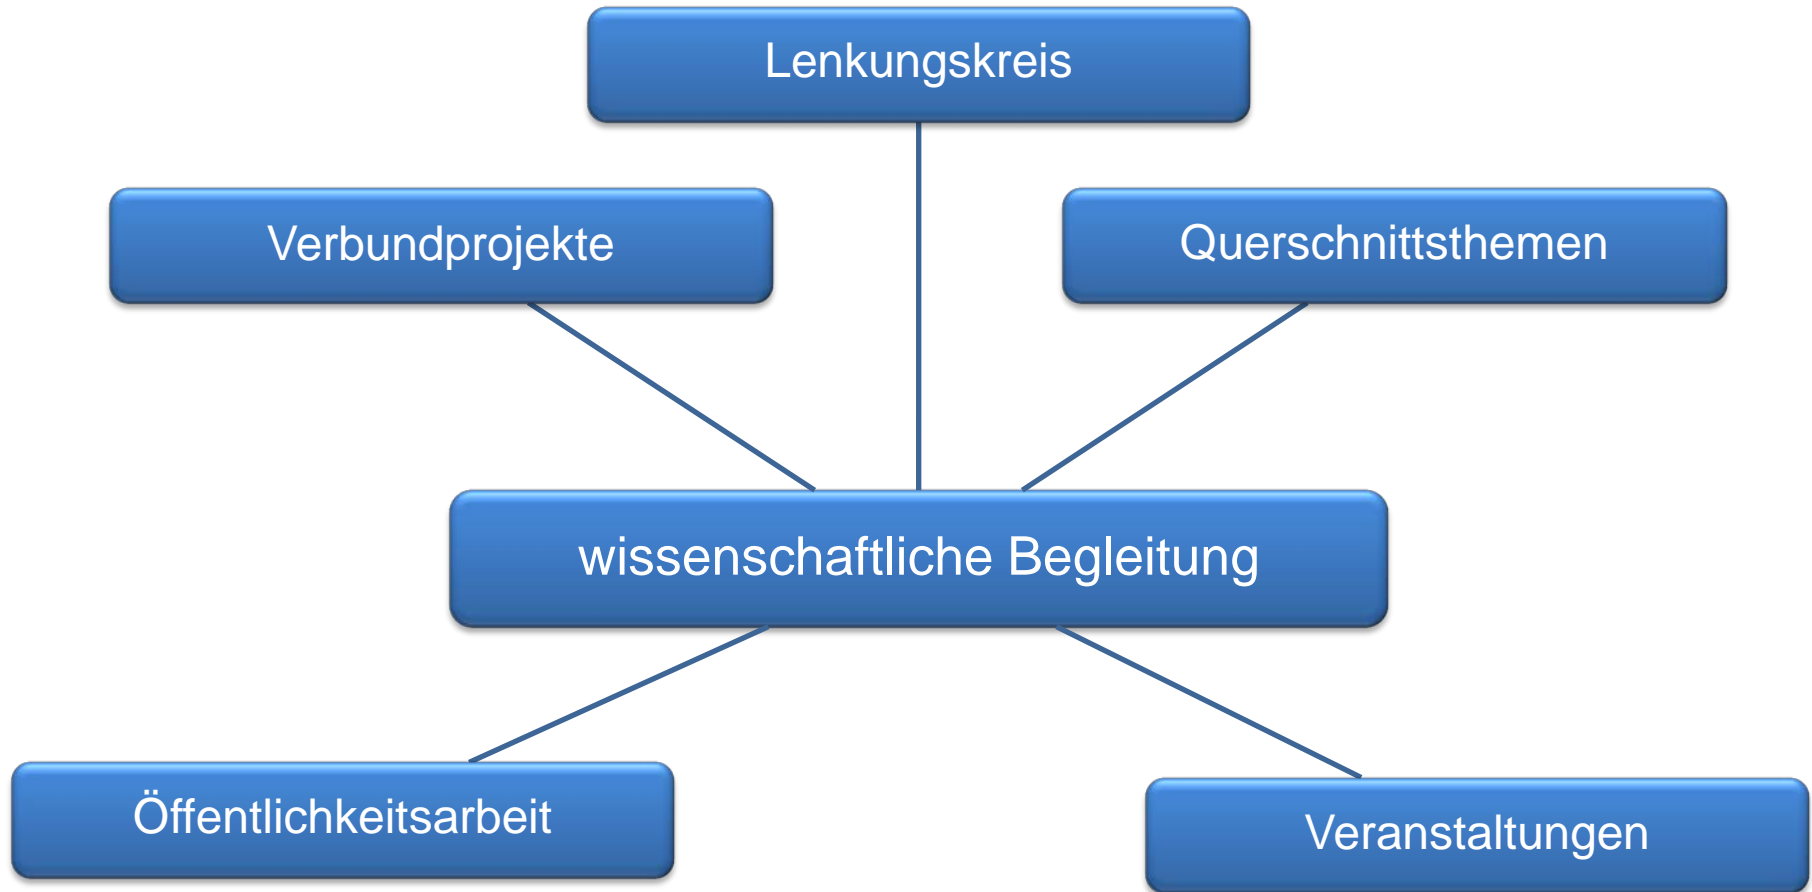 Lenkungskreis
Verbundprojekte
Querschnittsthemen
wissenschaftliche Begleitung
Öffentlichkeitsarbeit
Veranstaltungen